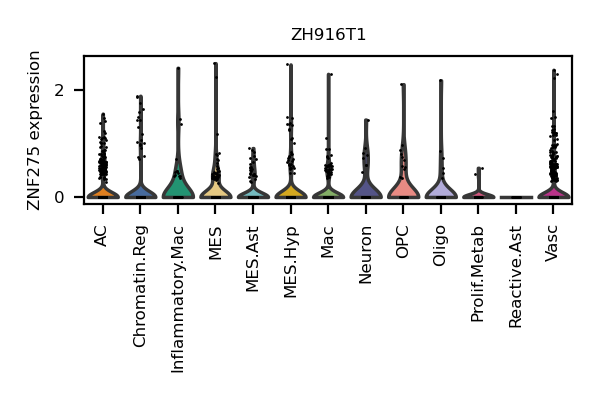 ZH916T1
ZNF275 expression
2
0
AC
Chromatin.Reg
Inflammatory.Mac
MES
MES.Ast
MES.Hyp
Mac
Neuron
OPC
Oligo
Prolif.Metab
Reactive.Ast
Vasc